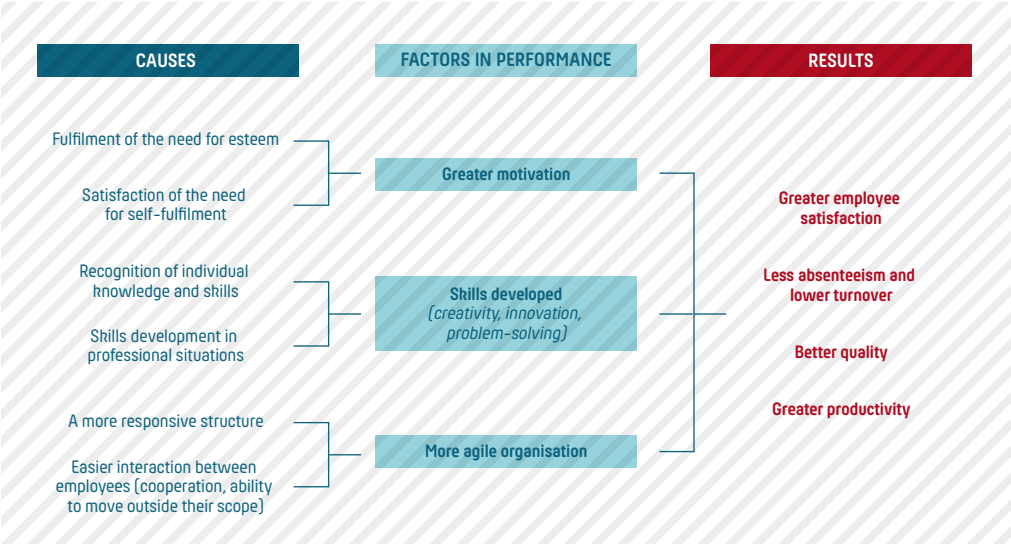 CAUSES
FACTORS IN PERFORMANCE
RESULTS
Fulfilment of the need for esteem
Satisfaction of the need
for self-fulfilment
Greater motivation
Recognition of individual
knowledge and skills
Skills development in
professional situations
Skills developed
(creativity, innovation,
problem-solving)
A more responsive structure
Easier interaction between
employees (cooperation, ability
to move outside their scope)
More agile organisation
Greater employee
satisfaction
Less absenteeism and
lower turnover
Better quality
Greater productivity